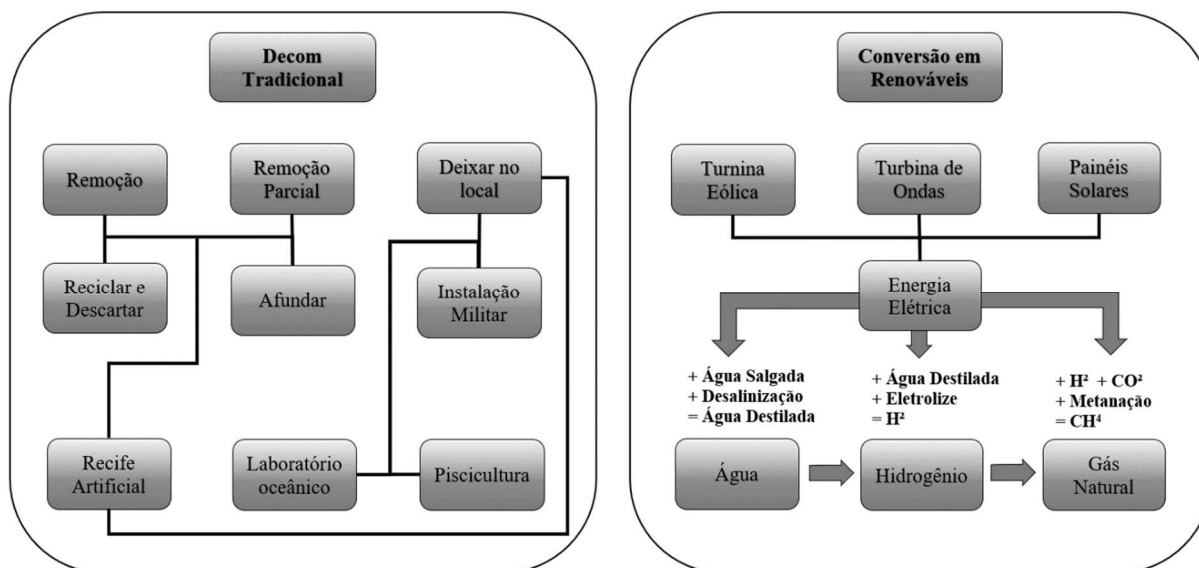 Decom
Tradicional
Remoção
Remoção
Parcial
Deixar no
local
Reciclar e
Descartar
Afundar
Instalação
Militar
Recife
Artificial
Laboratório
oceânico
Piscicultura
Conversão em
Renováveis
Turnina
Eólica
Turbina de
Ondas
Painéis
Solares
Energia
Elétrica
+ Água Salgada
+ Desalinização
= Água Destilada
+ Água Destilada
+ Eletrolize
= H²
+ H² + CO²
+ Metanação
= CH⁴
Água
Hidrogênio
Gás
Natural